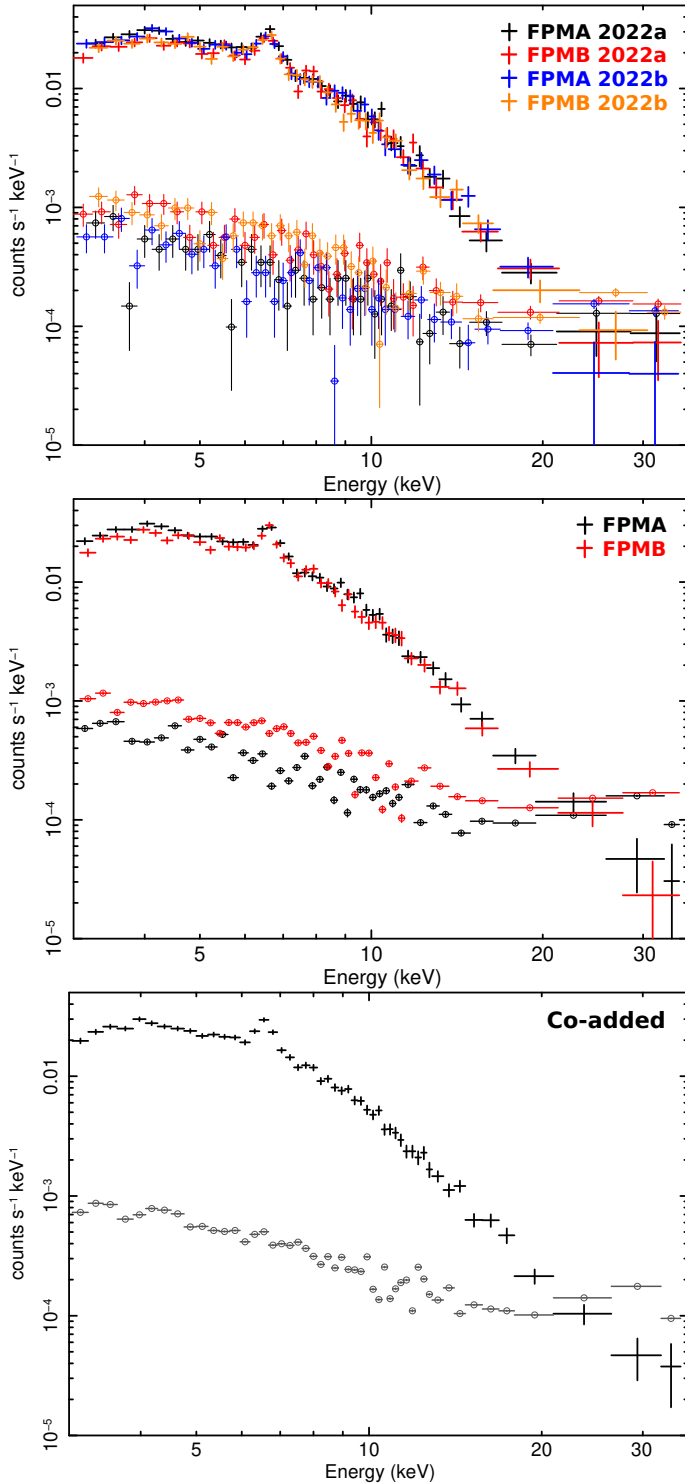 FPMA 2022a
FPMB 2022a
FPMA 2022b
FPMB 2022b
counts s⁻¹ keV⁻¹
0.01
10⁻³
10⁻⁴
10⁻⁵
5 10 20 30
Energy (keV)
FPMA
FPMB
counts s⁻¹ keV⁻¹
0.01
10⁻³
10⁻⁴
10⁻⁵
5 10 20 30
Energy (keV)
Co-added
counts s⁻¹ keV⁻¹
0.01
10⁻³
10⁻⁴
10⁻⁵
5 10 20 30
Energy (keV)